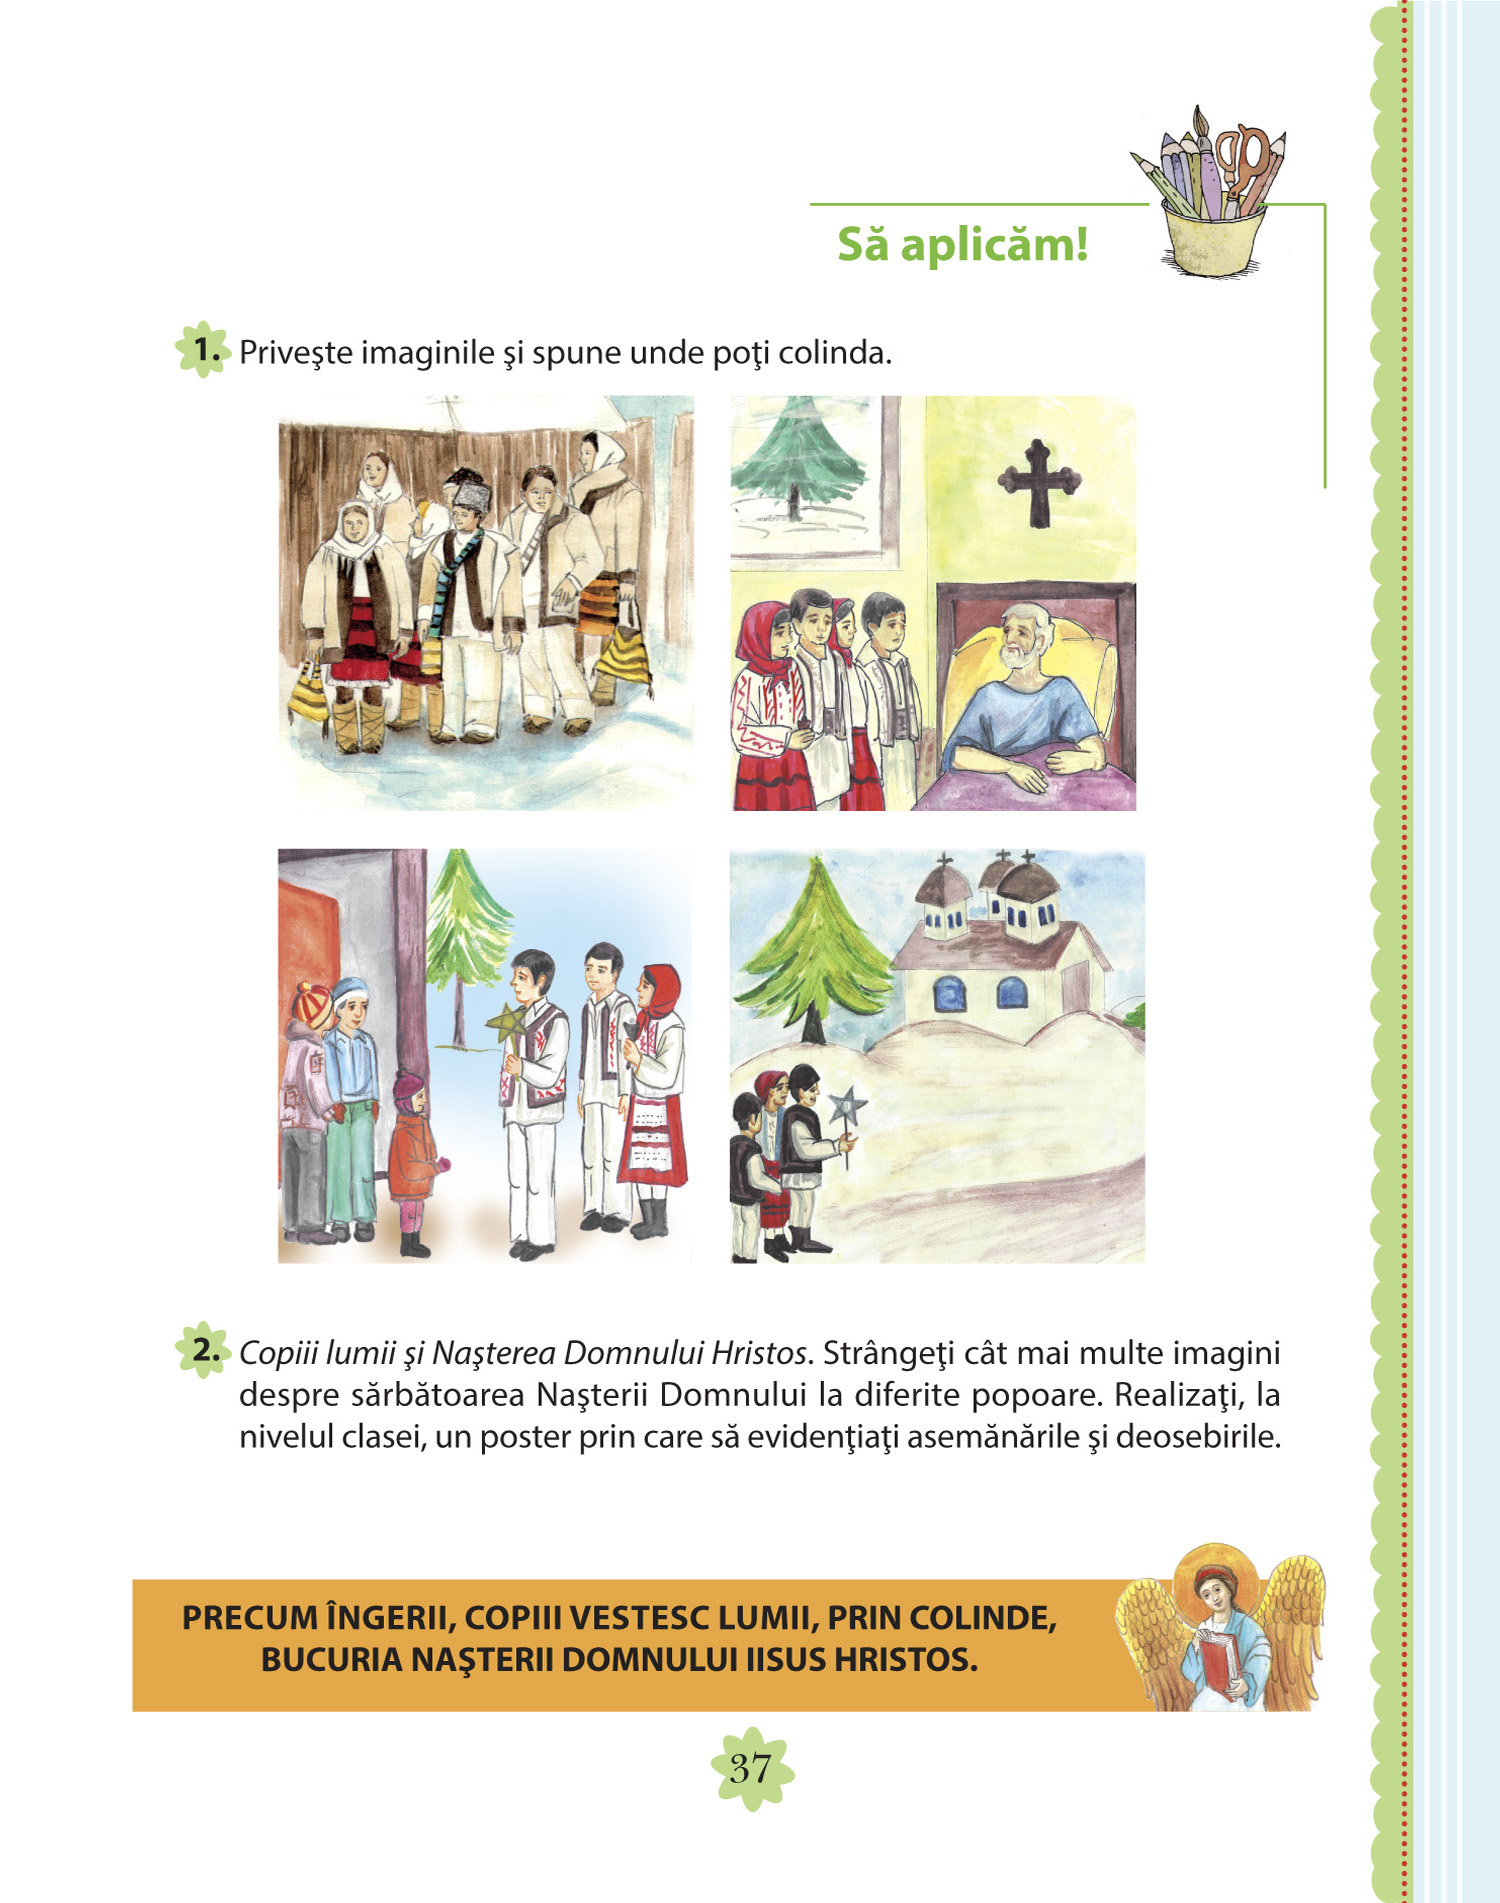 Să aplicăm!
1. Priveşte imaginile şi spune unde poţi colinda.
2. Copiii lumii şi Naşterea Domnului Hristos. Strângeţi cât mai multe imagini
despre sărbătoarea Naşterii Domnului la diferite popoare. Realizaţi, la
nivelul clasei, un poster prin care să evidenţiaţi asemănările şi deosebirile.
PRECUM ÎNGERII, COPIII VESTESC LUMII, PRIN COLINDE,
BUCURIA NAŞTERII DOMNULUI IISUS HRISTOS.
37